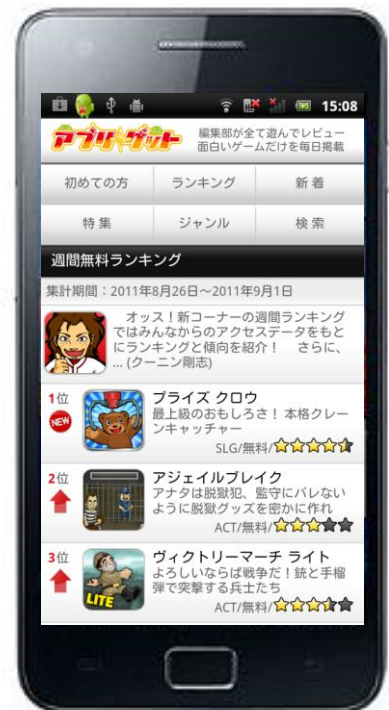 15:08
アプリ★ゲット
編集部が全て遊んでレビュー
面白いゲームだけを毎日掲載
初めての方 ランキング 新着
特集 ジャンル 検索
週間無料ランキング
集計期間：2011年8月26日～2011年9月1日
オッス！新コーナーの週間ランキング
ではみんなからのアクセスデータをもと
にランキングと傾向を紹介！ さらに、
... (クーニン剛志)
1位 プライズ クロウ
NEW 最上級のおもしろさ！ 本格クレー
ンキャッチャー
SLG/無料/
2位 アジェイルブレイク
アナタは脱獄犯、監守にバレない
ように脱獄グッズを密かに作れ
ACT/無料/
3位 ヴィクトリーマーチ ライト
よろしいならば戦争だ！銃と手榴
弾で突撃する兵士たち
LITE
ACT/無料/